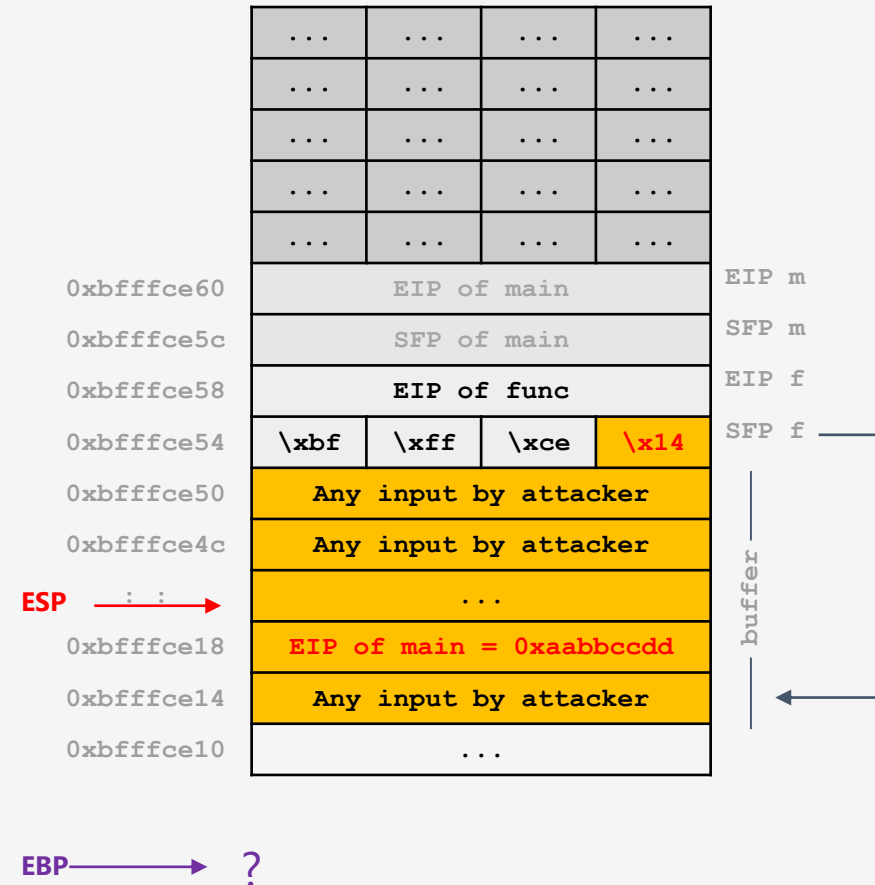 ... ... ... ...
... ... ... ...
... ... ... ...
... ... ... ...
... ... ... ...
0xbfffce60 EIP of main EIP m
0xbfffce5c SFP of main SFP m
0xbfffce58 EIP of func EIP f
0xbfffce54 \xbf \xff \xce \x14 SFP f
0xbfffce50 Any input by attacker
0xbfffce4c Any input by attacker
ESP : : ...
buffer
0xbfffce18 EIP of main = 0xaabbccdd
0xbfffce14 Any input by attacker
0xbfffce10 ...
EBP ?